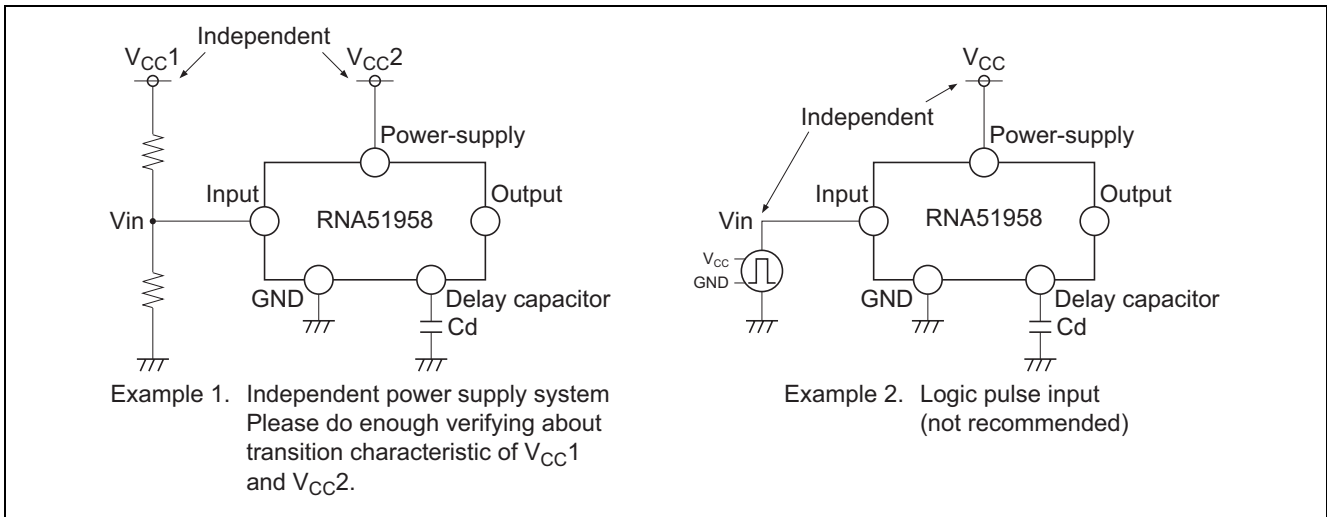 Independent
VCC1
VCC2
Power-supply
Input
Output
Vin
RNA51958
GND
Delay capacitor
Cd
Example 1. Independent power supply system
Please do enough verifying about
transition characteristic of VCC1
and VCC2.
VCC
Independent
Power-supply
Input
Output
Vin
RNA51958
VCC
GND
GND
Delay capacitor
Cd
Example 2. Logic pulse input
(not recommended)